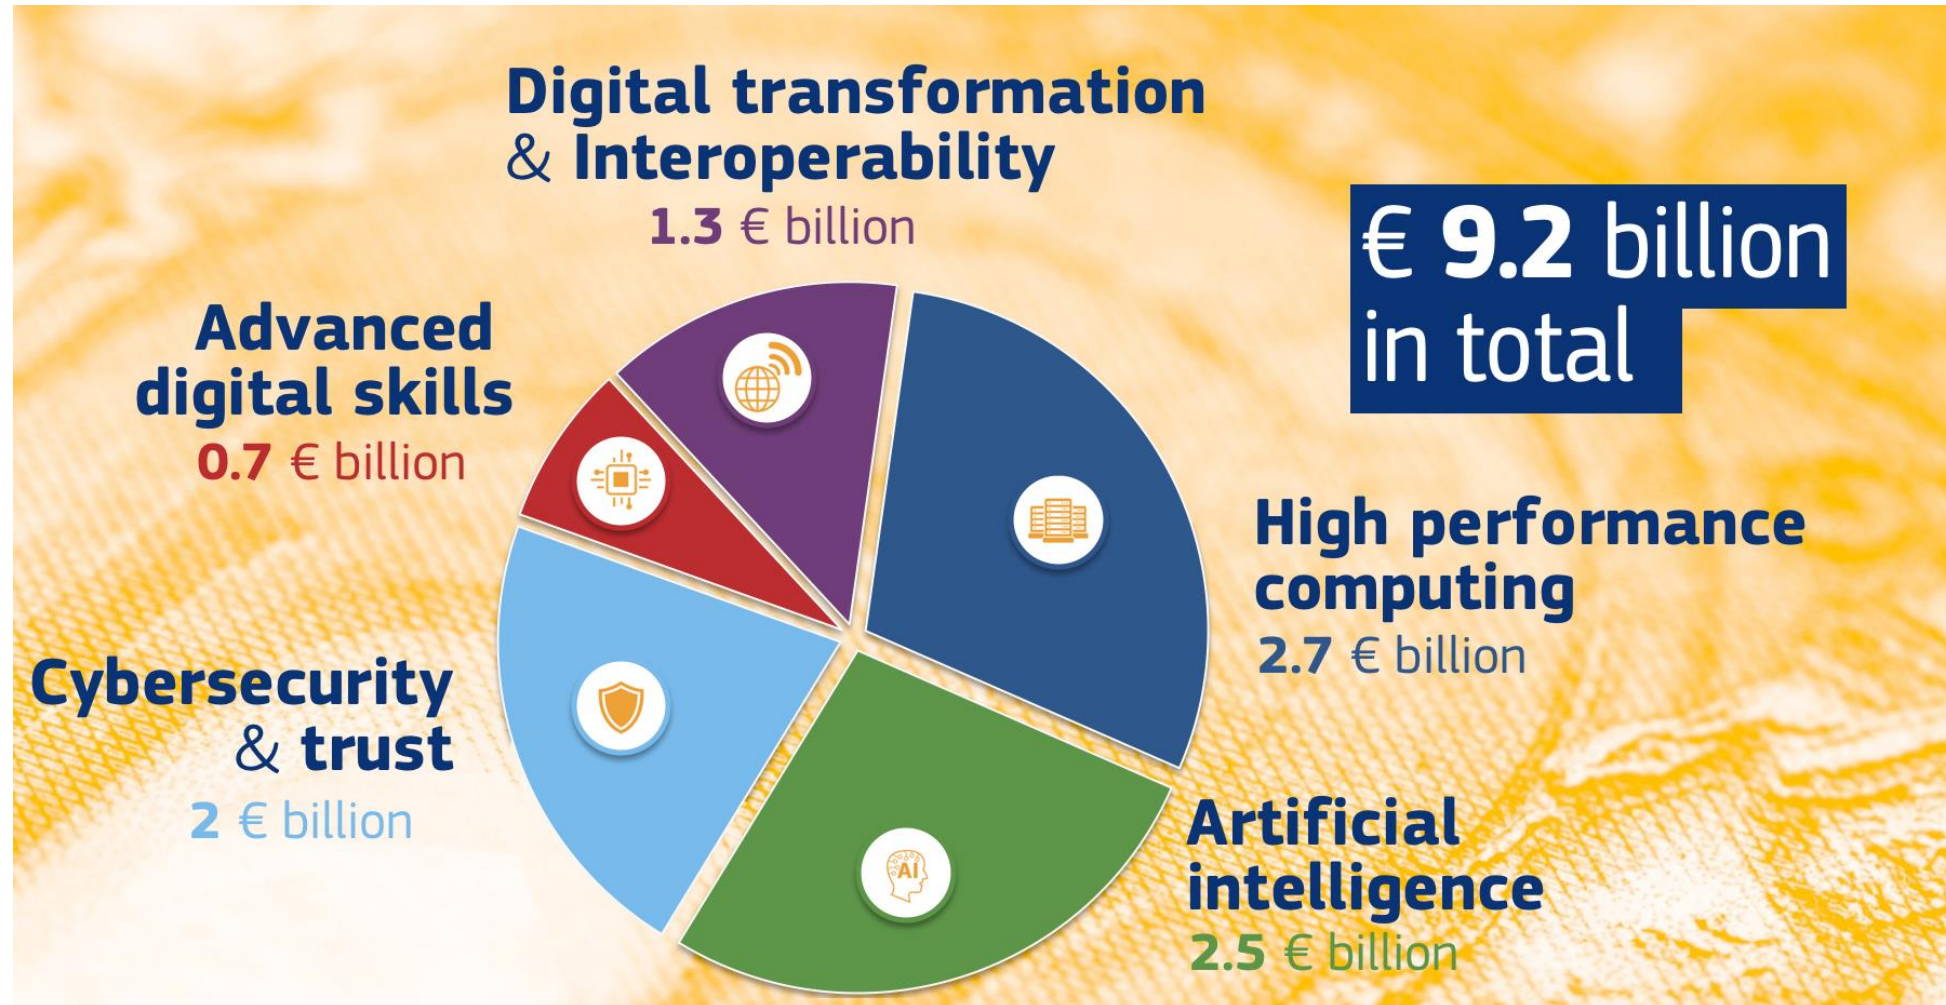 Digital transformation
& Interoperability
1.3 € billion
€ 9.2 billion
in total
Advanced
digital skills
0.7 € billion
High performance
computing
2.7 € billion
Cybersecurity
& trust
2 € billion
Artificial
intelligence
2.5 € billion
AI